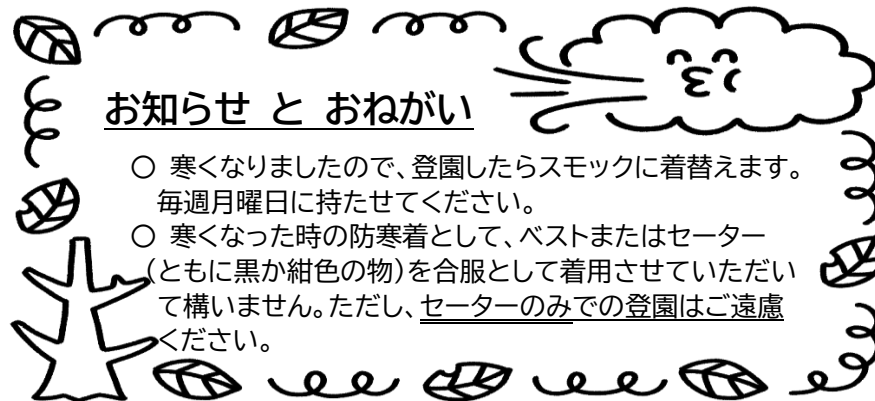 お知らせ と おねがい
○ 寒くなりましたので、登園したらスモックに着替えます。
毎週月曜日に持たせてください。
○ 寒くなった時の防寒着として、ベストまたはセーター
(ともに黒か紺色の物)を合服として着用させていただい
て構いません。ただし、セーターのみでの登園はご遠慮
ください。